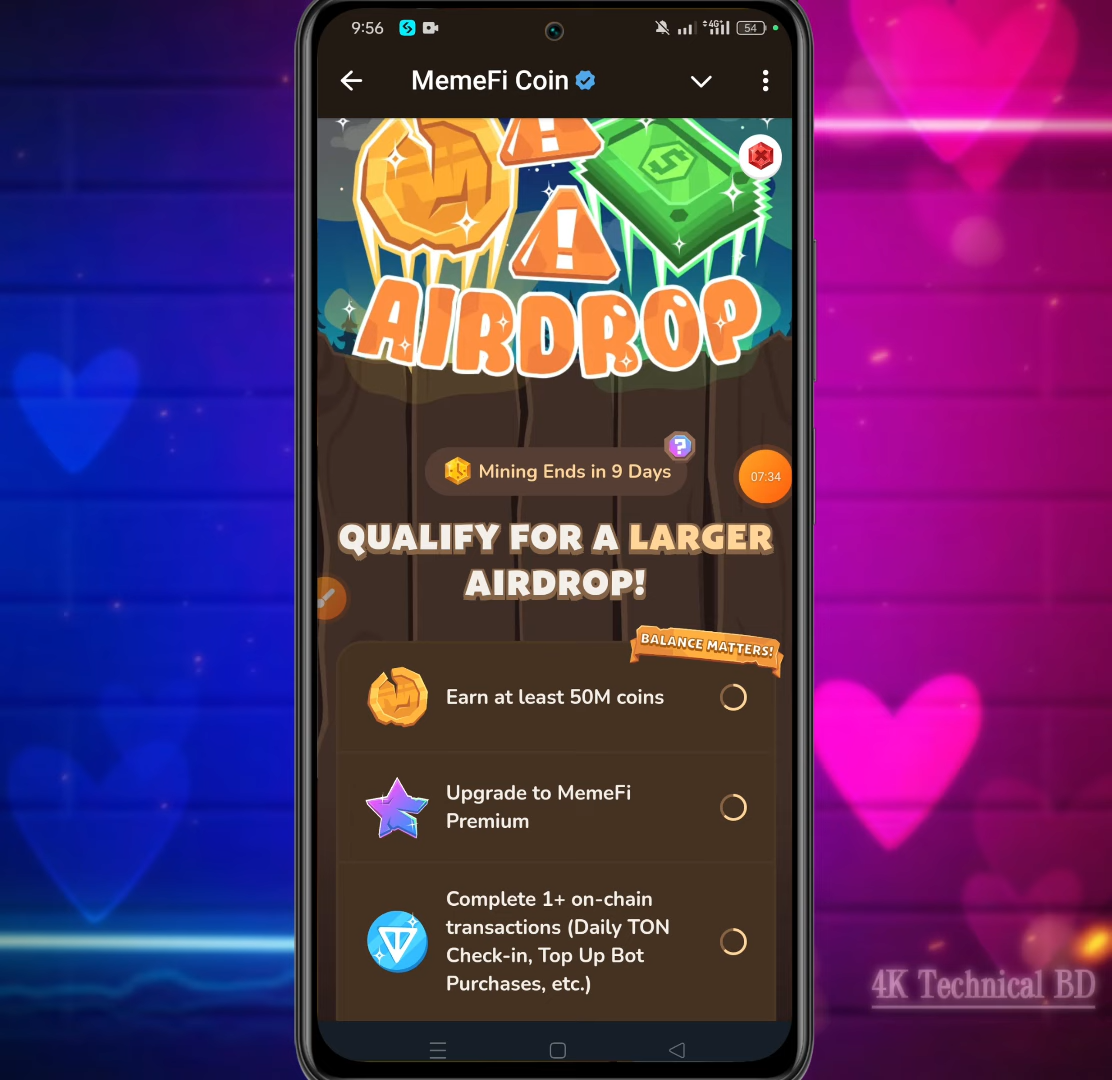 9:56
4G+
54
MemeFi Coin
AIRDROP
Mining Ends in 9 Days
?
07:34
QUALIFY FOR A LARGER
AIRDROP!
BALANCE MATTERS!
Earn at least 50M coins
Upgrade to MemeFi
Premium
Complete 1+ on-chain
transactions (Daily TON
Check-in, Top Up Bot
Purchases, etc.)
4K Technical BD